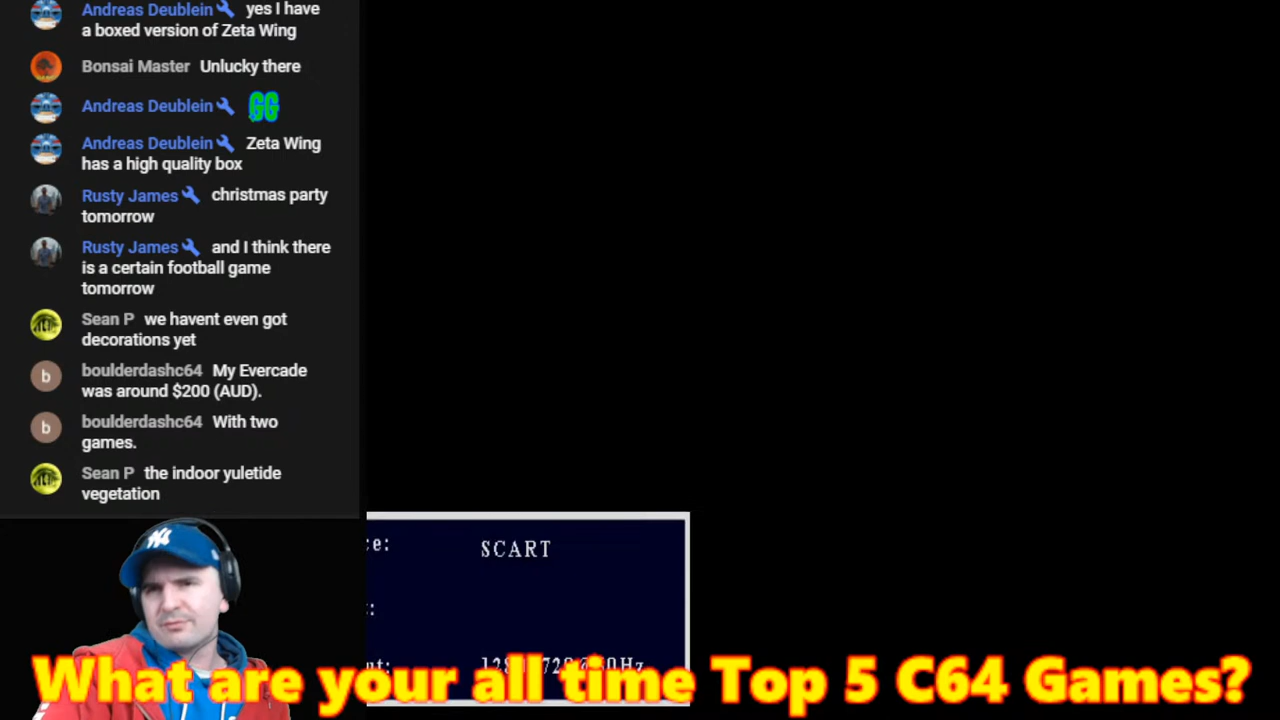 Andreas Deublein yes I have
a boxed version of Zeta Wing
Bonsai Master Unlucky there
Andreas Deublein GG
Andreas Deublein Zeta Wing
has a high quality box
Rusty James christmas party
tomorrow
Rusty James and I think there
is a certain football game
tomorrow
Sean P we havent even got
decorations yet
boulderdashc64 My Evercade
was around $200 (AUD).
boulderdashc64 With two
games.
Sean P the indoor yuletide
vegetation
SCART
What are your all time Top 5 C64 Games?